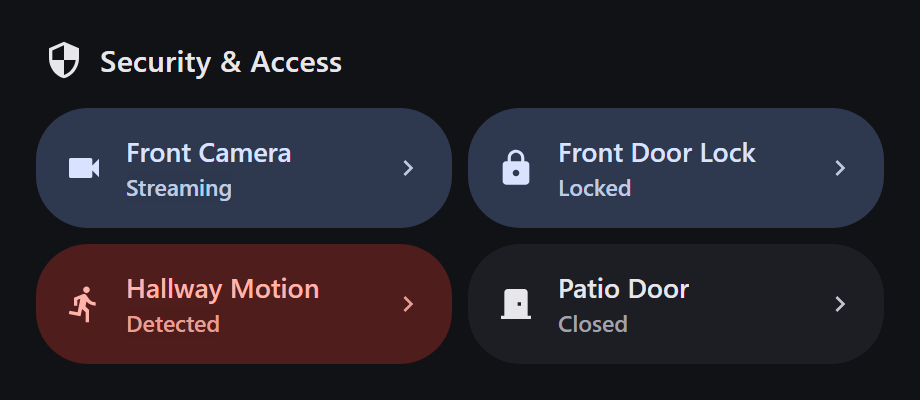 Security & Access
Front Camera
Streaming
Front Door Lock
Locked
Hallway Motion
Detected
Patio Door
Closed